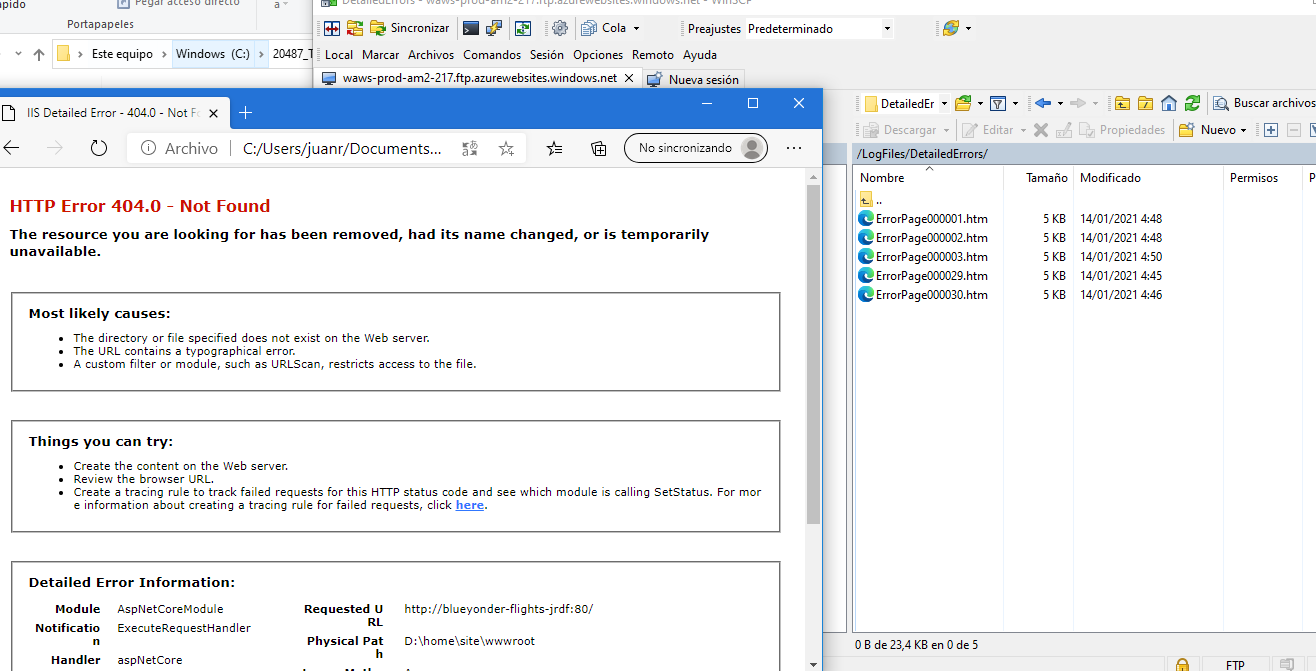 ápido
Pegar acceso directo
Portapapeles
Este equipo
Windows (C:)
20487_T
DetailedErrors - waws-prod-am2-217.ftp.azurewebsites.windows.net - WinSCP
Sincronizar
Cola
Preajustes
Predeterminado
Local Marcar Archivos Comandos Sesión Opciones Remoto Ayuda
waws-prod-am2-217.ftp.azurewebsites.windows.net
Nueva sesión
IIS Detailed Error - 404.0 - Not F
Archivo
C:/Users/juanr/Documents...
No sincronizando
HTTP Error 404.0 - Not Found
The resource you are looking for has been removed, had its name changed, or is temporarily
unavailable.
Most likely causes:
The directory or file specified does not exist on the Web server.
The URL contains a typographical error.
A custom filter or module, such as URLScan, restricts access to the file.
Things you can try:
Create the content on the Web server.
Review the browser URL.
Create a tracing rule to track failed requests for this HTTP status code and see which module is calling SetStatus. For mor
e information about creating a tracing rule for failed requests, click here.
Detailed Error Information:
Module AspNetCoreModule
Notificatio
n
ExecuteRequestHandler
Handler aspNetCore
Requested U
RL
http://blueyonder-flights-jrdf:80/
Physical Pat
h
D:\home\site\wwwroot
DetailedEr
Buscar archivos
Descargar
Editar
Propiedades
Nuevo
/LogFiles/DetailedErrors/
Nombre Tamaño Modificado Permisos P
..
ErrorPage000001.htm 5 KB 14/01/2021 4:48
ErrorPage000002.htm 5 KB 14/01/2021 4:48
ErrorPage000003.htm 5 KB 14/01/2021 4:50
ErrorPage000029.htm 5 KB 14/01/2021 4:45
ErrorPage000030.htm 5 KB 14/01/2021 4:46
0 B de 23,4 KB en 0 de 5
FTP